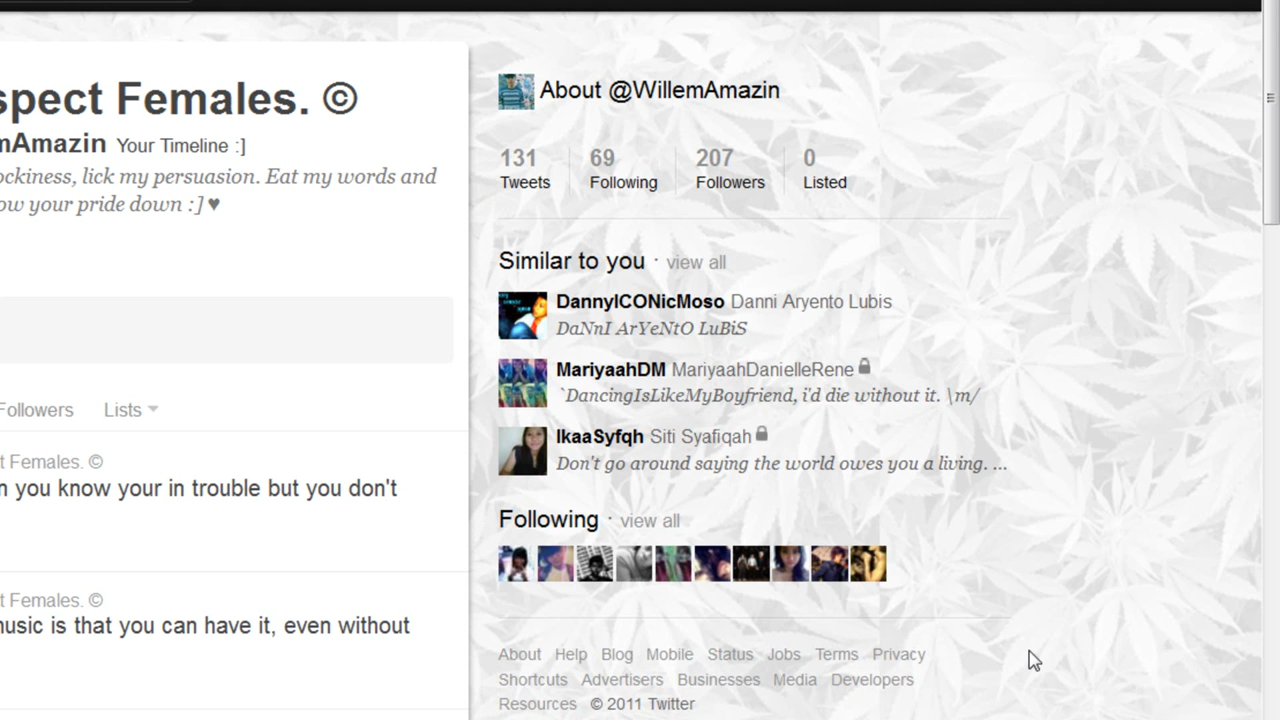 spect Females. ©
mAmazin Your Timeline :]
ockiness, lick my persuasion. Eat my words and
ow your pride down :] ♥
Followers Lists
t Females. ©
n you know your in trouble but you don't
t Females. ©
nusic is that you can have it, even without
About @WillemAmazin
131 69 207 0
Tweets Following Followers Listed
Similar to you · view all
DannyICONicMoso Danni Aryento Lubis
DaNnI ArYeNtO LuBiS
MariyaahDM MariyaahDanielleRene
`DancingIsLikeMyBoyfriend, i'd die without it. \m/
IkaaSyfqh Siti Syafiqah
Don't go around saying the world owes you a living. ...
Following · view all
About Help Blog Mobile Status Jobs Terms Privacy
Shortcuts Advertisers Businesses Media Developers
Resources © 2011 Twitter